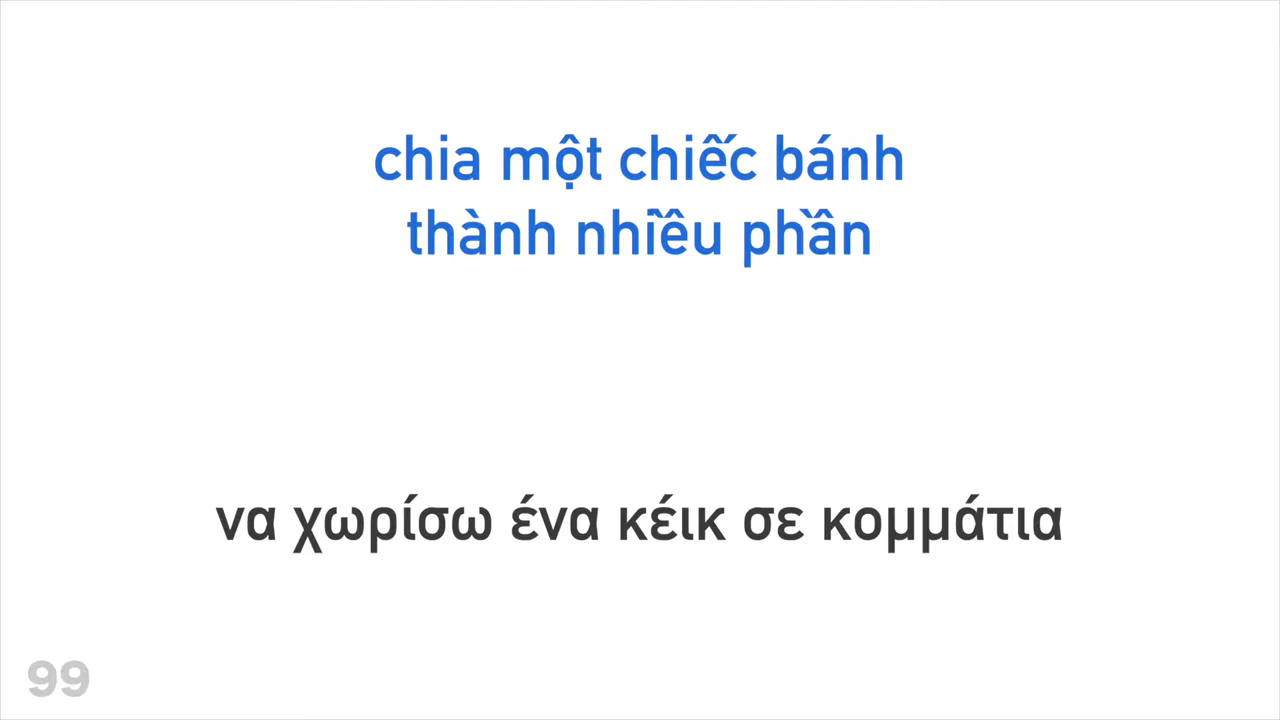 chia một chiếc bánh
thành nhiều phần
να χωρίσω ένα κέικ σε κομμάτια
99